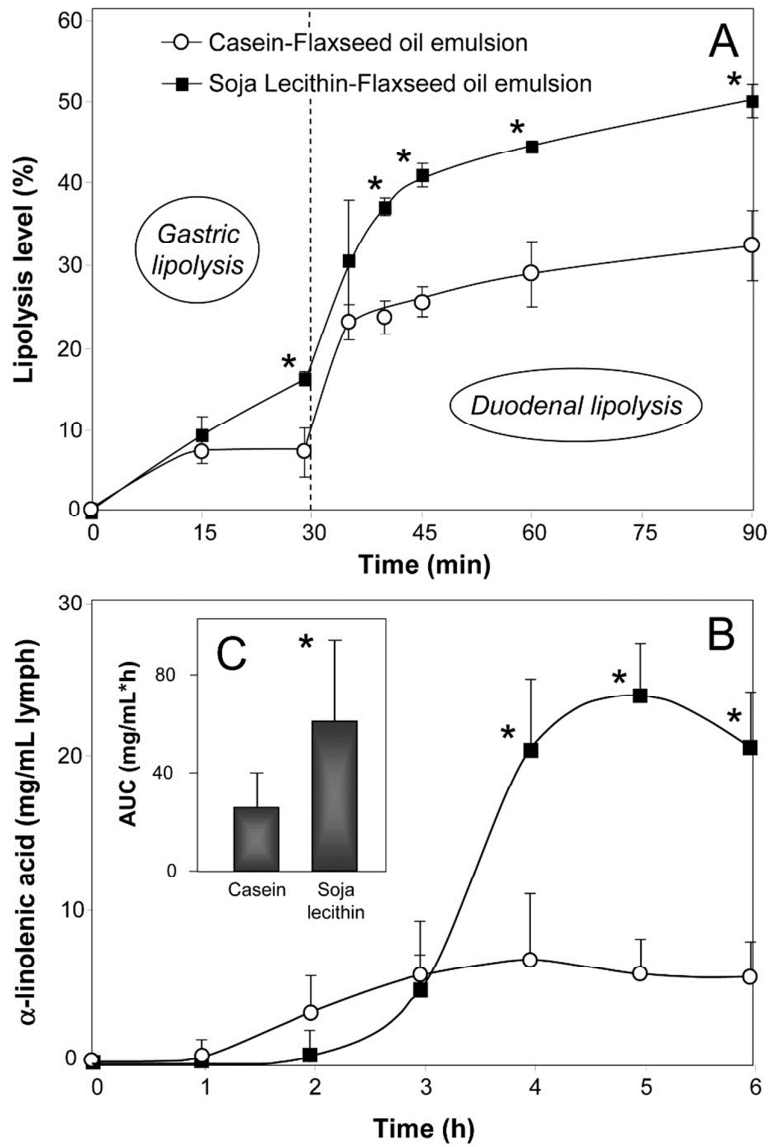 60
50
40
30
20
10
0
Lipolysis level (%)
Casein-Flaxseed oil emulsion
Soja Lecithin-Flaxseed oil emulsion
A
*
*
*
*
*
Gastric
lipolysis
Duodenal lipolysis
0 15 30 45 60 75 90
Time (min)
30
20
10
0
α-linolenic acid (mg/mL lymph)
B
*
*
*
C
*
80
40
0
AUC (mg/mL*h)
Casein Soja
lecithin
0 1 2 3 4 5 6
Time (h)